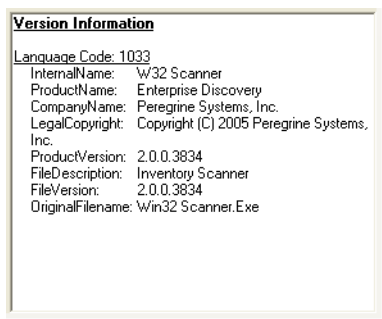 Version Information
Language Code: 1033
InternalName: W32 Scanner
ProductName: Enterprise Discovery
CompanyName: Peregrine Systems, Inc.
LegalCopyright: Copyright (C) 2005 Peregrine Systems,
Inc.
ProductVersion: 2.0.0.3834
FileDescription: Inventory Scanner
FileVersion: 2.0.0.3834
OriginalFilename: Win32 Scanner.Exe